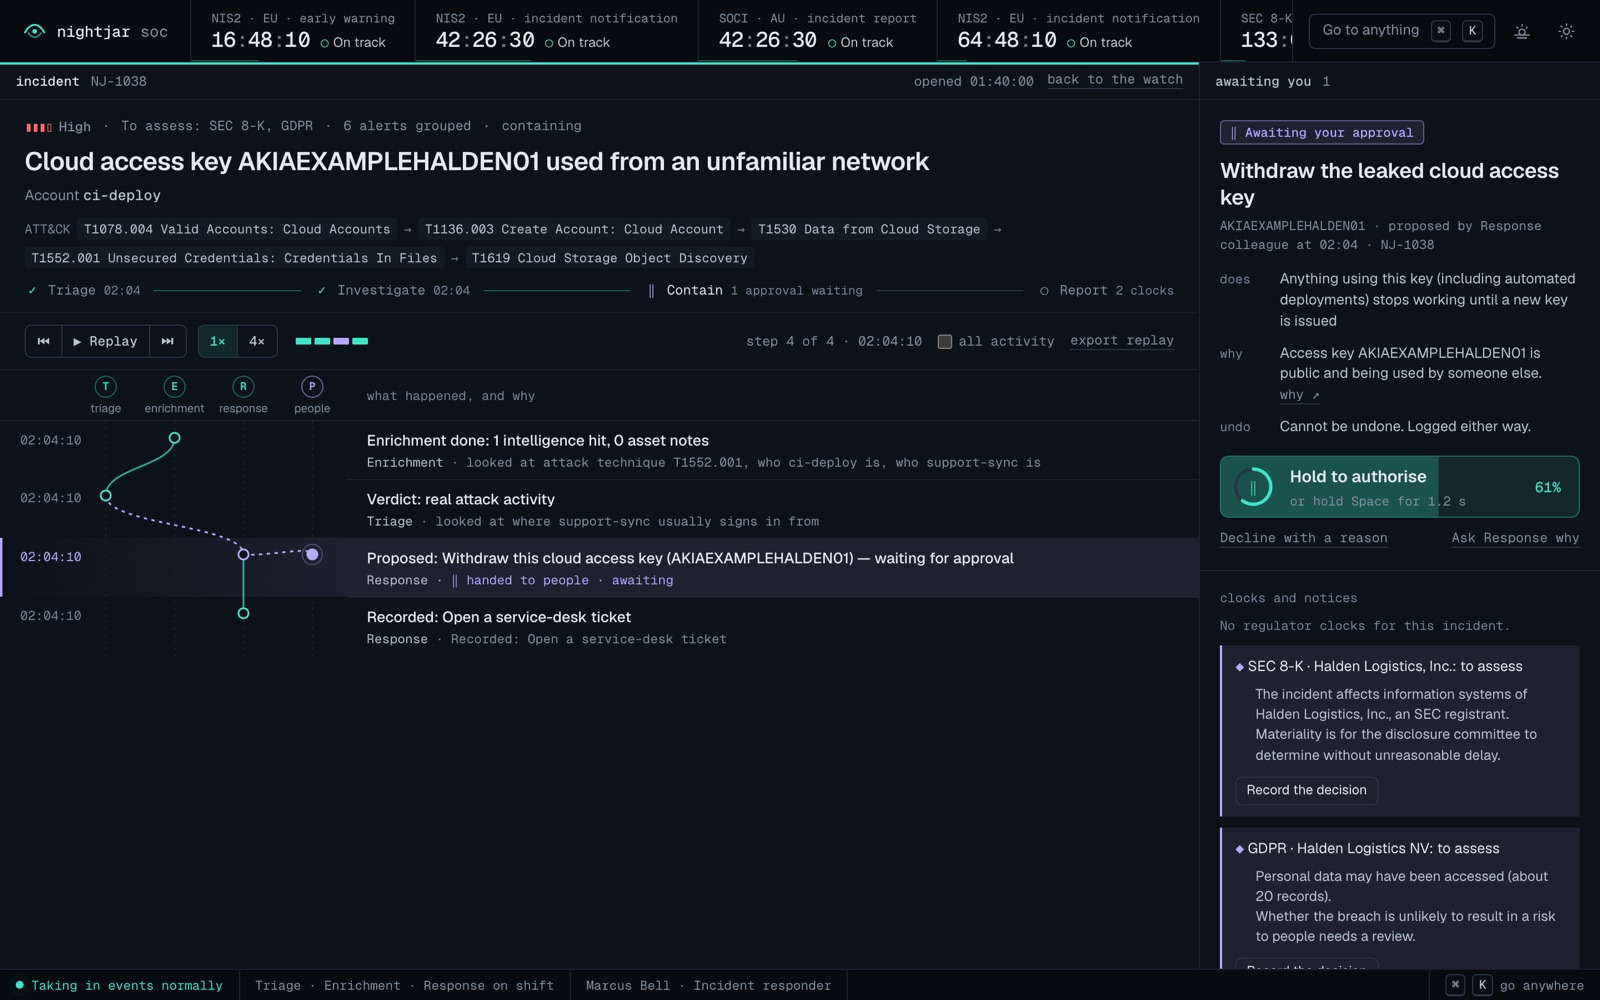 nightjar soc
NIS2 · EU · early warning
16:48:10 On track
NIS2 · EU · incident notification
42:26:30 On track
SOCI · AU · incident report
42:26:30 On track
NIS2 · EU · incident notification
64:48:10 On track
SEC 8-K
133:
Go to anything ⌘ K
incident NJ-1038
opened 01:40:00 back to the watch
High · To assess: SEC 8-K, GDPR · 6 alerts grouped · containing
Cloud access key AKIAEXAMPLEHALDEN01 used from an unfamiliar network
Account ci-deploy
ATT&CK T1078.004 Valid Accounts: Cloud Accounts → T1136.003 Create Account: Cloud Account → T1530 Data from Cloud Storage →
T1552.001 Unsecured Credentials: Credentials In Files → T1619 Cloud Storage Object Discovery
✓ Triage 02:04 ✓ Investigate 02:04 ‖ Contain 1 approval waiting ○ Report 2 clocks
⏮ ▶ Replay ⏭ 1× 4×
step 4 of 4 · 02:04:10 all activity export replay
T E R P
triage enrichment response people
what happened, and why
02:04:10 Enrichment done: 1 intelligence hit, 0 asset notes
Enrichment · looked at attack technique T1552.001, who ci-deploy is, who support-sync is
02:04:10 Verdict: real attack activity
Triage · looked at where support-sync usually signs in from
02:04:10 Proposed: Withdraw this cloud access key (AKIAEXAMPLEHALDEN01) — waiting for approval
Response · ‖ handed to people · awaiting
02:04:10 Recorded: Open a service-desk ticket
Response · Recorded: Open a service-desk ticket
awaiting you 1
‖ Awaiting your approval
Withdraw the leaked cloud access
key
AKIAEXAMPLEHALDEN01 · proposed by Response
colleague at 02:04 · NJ-1038
does Anything using this key (including automated
deployments) stops working until a new key
is issued
why Access key AKIAEXAMPLEHALDEN01 is
public and being used by someone else.
why ↗
undo Cannot be undone. Logged either way.
‖ Hold to authorise
or hold Space for 1.2 s
61%
Decline with a reason Ask Response why
clocks and notices
No regulator clocks for this incident.
◆ SEC 8-K · Halden Logistics, Inc.: to assess
The incident affects information systems of
Halden Logistics, Inc., an SEC registrant.
Materiality is for the disclosure committee to
determine without unreasonable delay.
Record the decision
◆ GDPR · Halden Logistics NV: to assess
Personal data may have been accessed (about
20 records).
Whether the breach is unlikely to result in a risk
to people needs a review.
Record the decision
Taking in events normally
Triage · Enrichment · Response on shift
Marcus Bell · Incident responder
⌘ K go anywhere